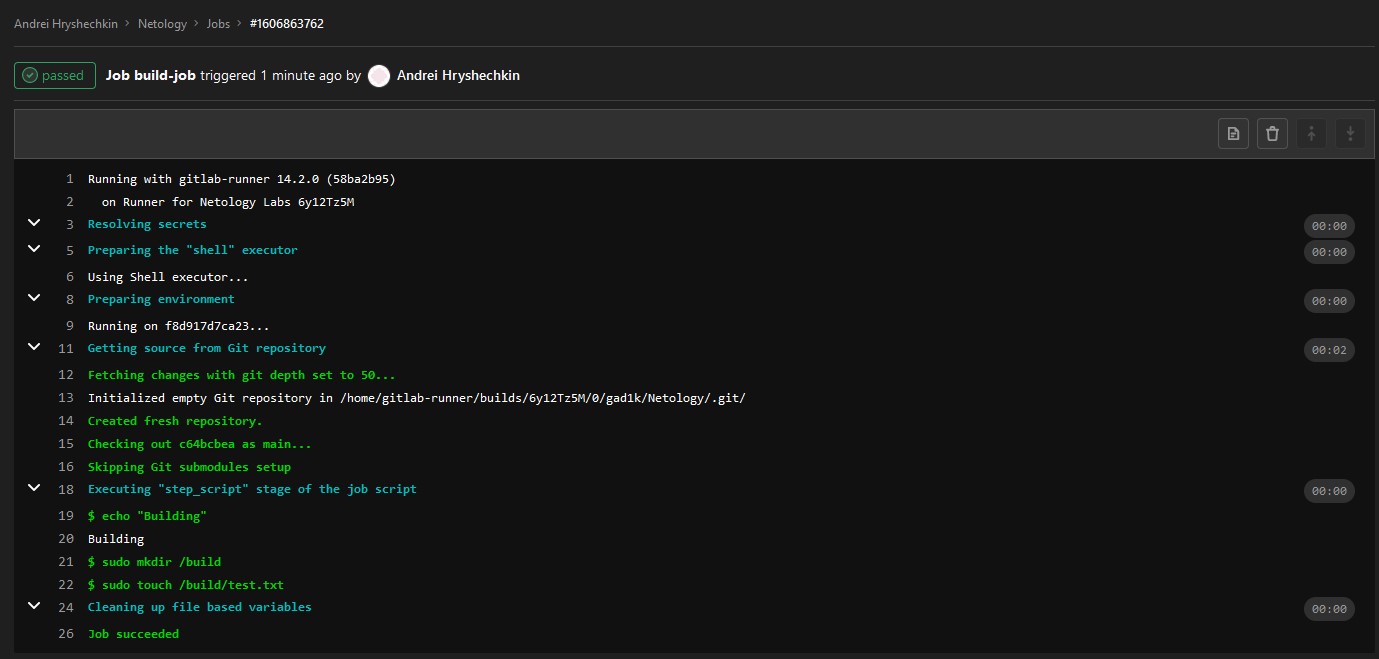 Andrei Hryshechkin > Netology > Jobs > #1606863762
passed Job build-job triggered 1 minute ago by Andrei Hryshechkin
1 Running with gitlab-runner 14.2.0 (58ba2b95)
2 on Runner for Netology Labs 6y12Tz5M
3 Resolving secrets 00:00
5 Preparing the "shell" executor 00:00
6 Using Shell executor...
8 Preparing environment 00:00
9 Running on f8d917d7ca23...
11 Getting source from Git repository 00:02
12 Fetching changes with git depth set to 50...
13 Initialized empty Git repository in /home/gitlab-runner/builds/6y12Tz5M/0/gad1k/Netology/.git/
14 Created fresh repository.
15 Checking out c64bcbea as main...
16 Skipping Git submodules setup
18 Executing "step_script" stage of the job script 00:00
19 $ echo "Building"
20 Building
21 $ sudo mkdir /build
22 $ sudo touch /build/test.txt
24 Cleaning up file based variables 00:00
26 Job succeeded